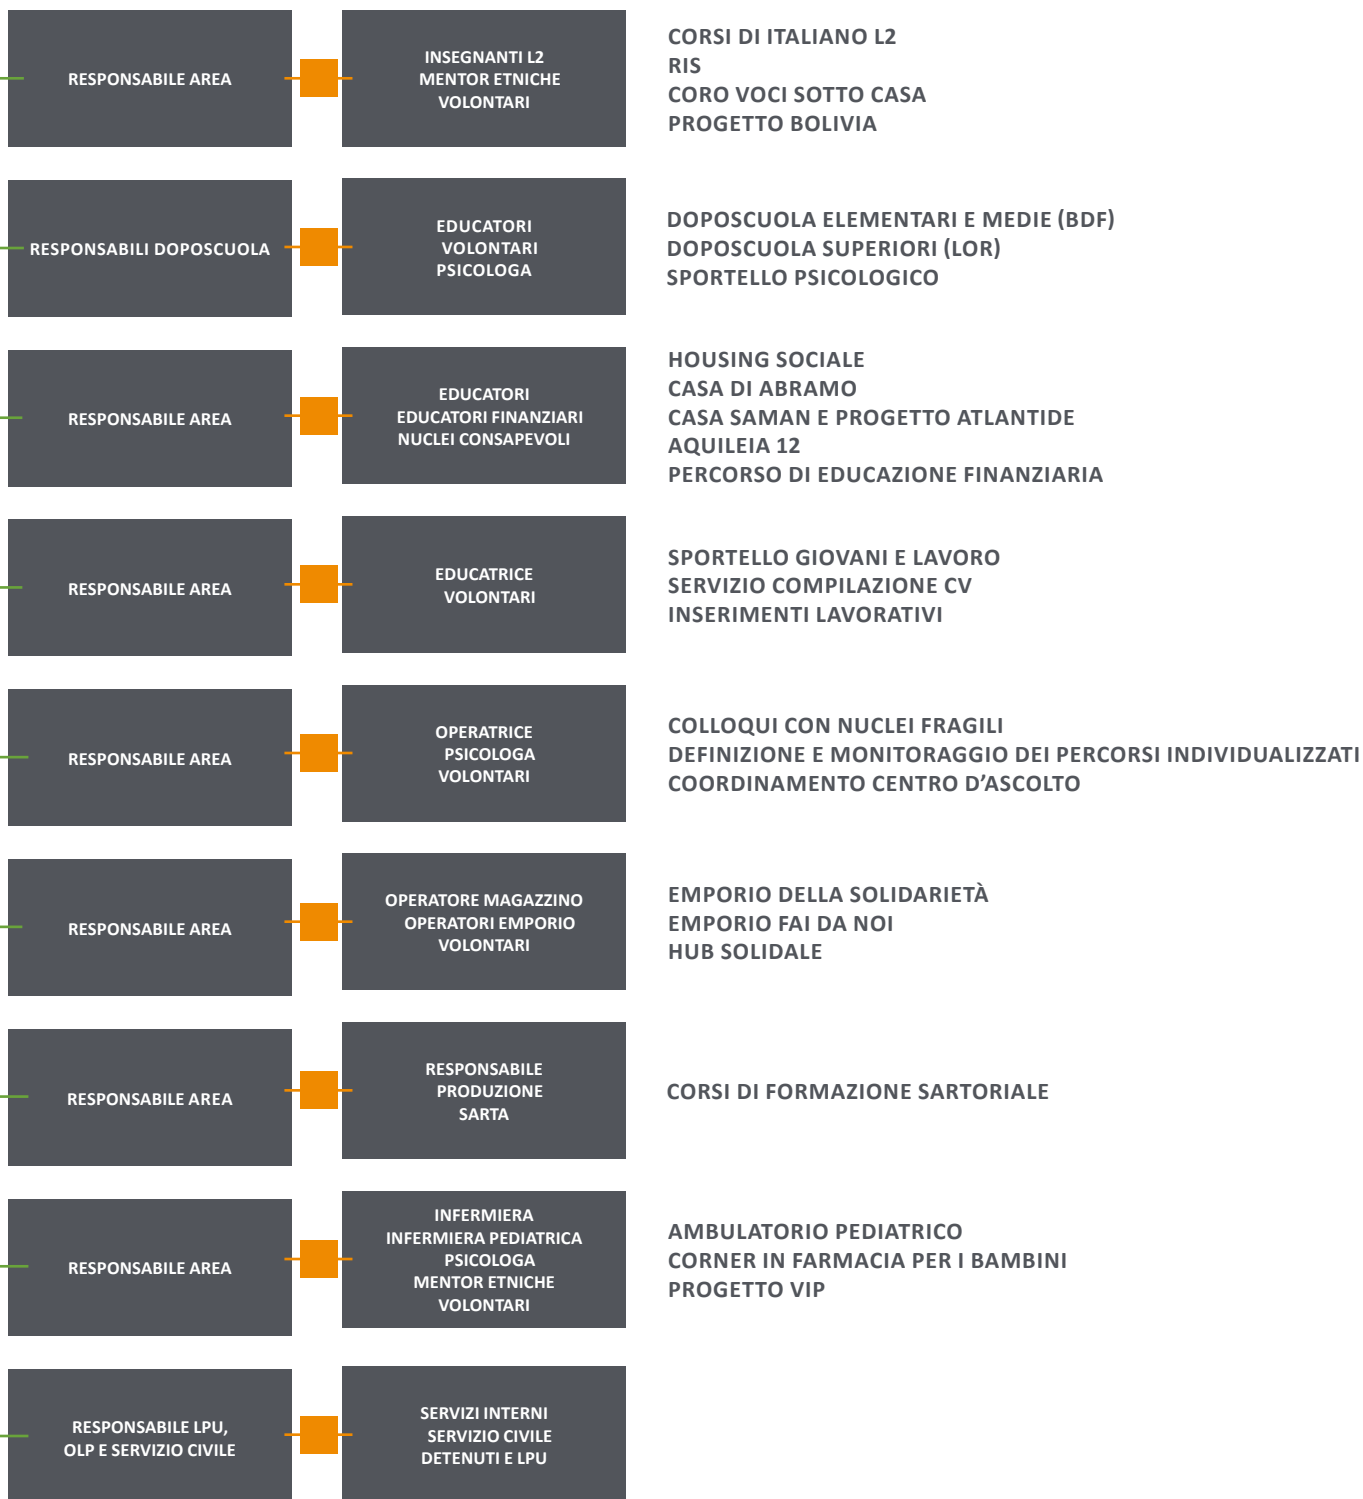 RESPONSABILE AREA
INSEGNANTI L2
MENTOR ETNICHE
VOLONTARI
CORSI DI ITALIANO L2
RIS
CORO VOCI SOTTO CASA
PROGETTO BOLIVIA
RESPONSABILI DOPOSCUOLA
EDUCATORI
VOLONTARI
PSICOLOGA
DOPOSCUOLA ELEMENTARI E MEDIE (BDF)
DOPOSCUOLA SUPERIORI (LOR)
SPORTELLO PSICOLOGICO
RESPONSABILE AREA
EDUCATORI
EDUCATORI FINANZIARI
NUCLEI CONSAPEVOLI
HOUSING SOCIALE
CASA DI ABRAMO
CASA SAMAN E PROGETTO ATLANTIDE
AQUILEIA 12
PERCORSO DI EDUCAZIONE FINANZIARIA
RESPONSABILE AREA
EDUCATRICE
VOLONTARI
SPORTELLO GIOVANI E LAVORO
SERVIZIO COMPILAZIONE CV
INSERIMENTI LAVORATIVI
RESPONSABILE AREA
OPERATRICE
PSICOLOGA
VOLONTARI
COLLOQUI CON NUCLEI FRAGILI
DEFINIZIONE E MONITORAGGIO DEI PERCORSI INDIVIDUALIZZATI
COORDINAMENTO CENTRO D’ASCOLTO
RESPONSABILE AREA
OPERATORE MAGAZZINO
OPERATORI EMPORIO
VOLONTARI
EMPORIO DELLA SOLIDARIETÀ
EMPORIO FAI DA NOI
HUB SOLIDALE
RESPONSABILE AREA
RESPONSABILE
PRODUZIONE
SARTA
CORSI DI FORMAZIONE SARTORIALE
RESPONSABILE AREA
INFERMIERA
INFERMIERA PEDIATRICA
PSICOLOGA
MENTOR ETNICHE
VOLONTARI
AMBULATORIO PEDIATRICO
CORNER IN FARMACIA PER I BAMBINI
PROGETTO VIP
RESPONSABILE LPU,
OLP E SERVIZIO CIVILE
SERVIZI INTERNI
SERVIZIO CIVILE
DETENUTI E LPU